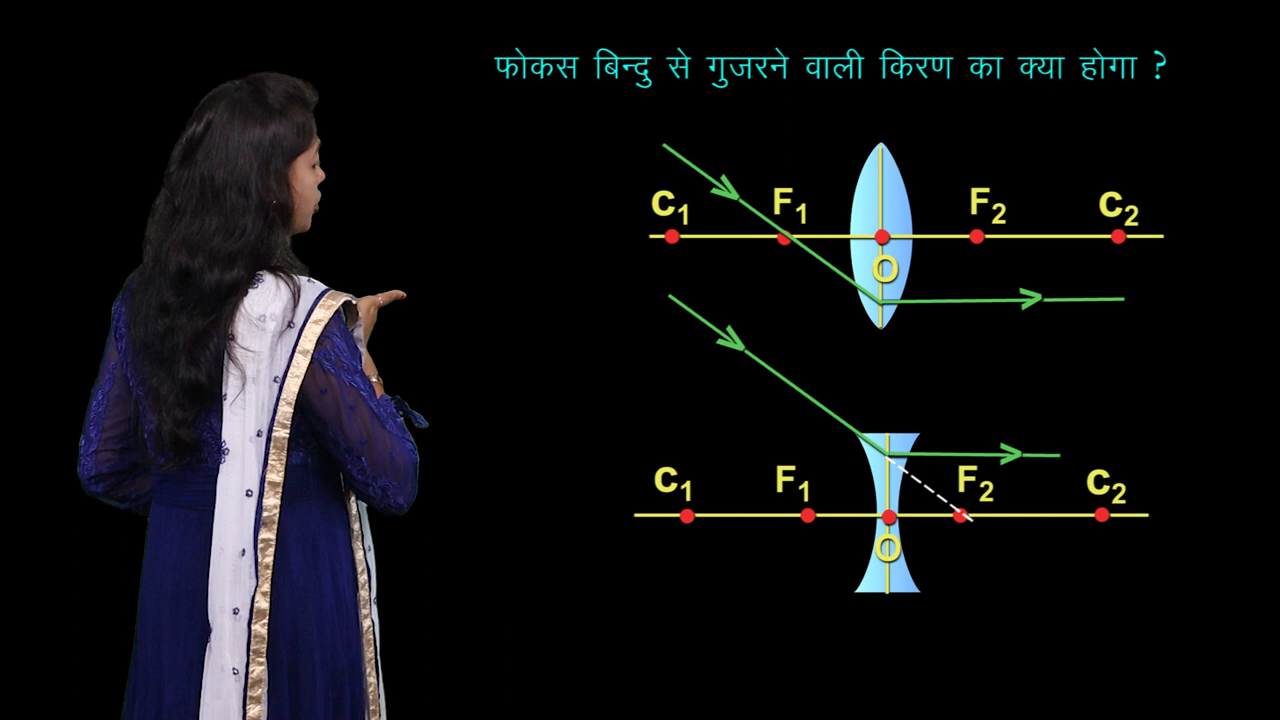 फोकस बिन्दु से गुजरने वाली किरण का क्या होगा ?
C₁ F₁ F₂ C₂
O
C₁ F₁ F₂ C₂
O